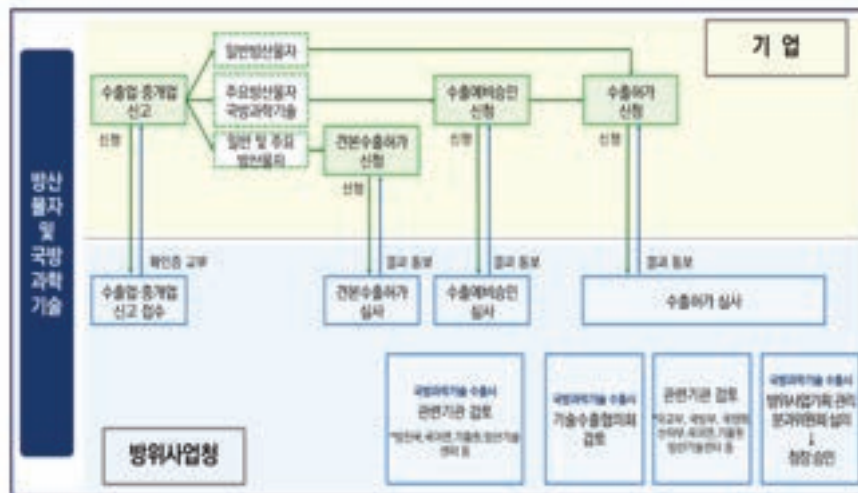 기 업
일반방산물자
수출업·중개업
신고
주요방산물자
국방과학기술
수출예비승인
신청
수출허가
신청
일반 및 주요
방산물자
견본수출허가
신청
신청
신청
신청
신청
방산
물자
및
국방
과학
기술
확인증 교부
결과 통보
결과 통보
결과 통보
수출업·중개업
신고 접수
견본수출허가
심사
수출예비승인
심사
수출허가 심사
국방과학기술 수출시
관련기관 검토
국방과학기술 수출시
기술수출협의회
검토
관련기관 검토
국방과학기술 수출시
방위사업기획·관리
분과위원회 심의
↓
청장 승인
방위사업청